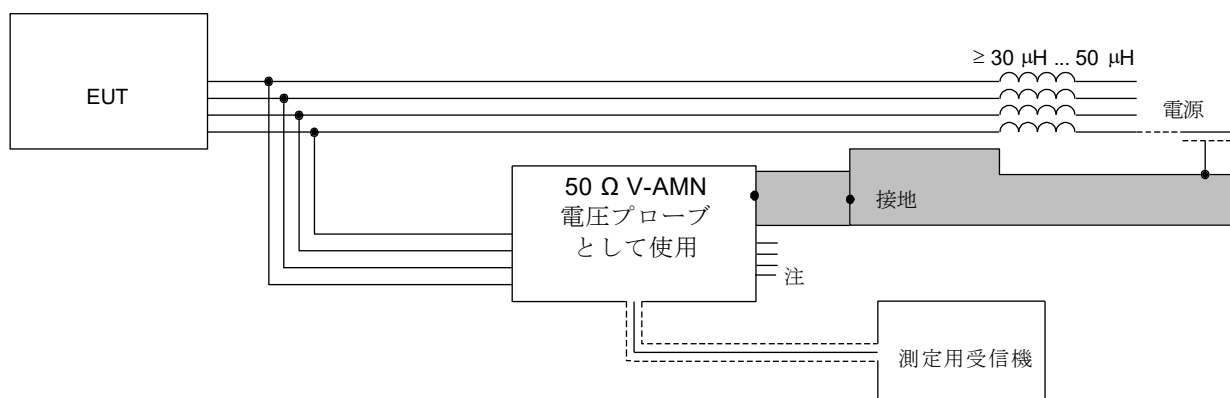 ≥ 30 μH ... 50 μH
EUT
電源
50 Ω V-AMN
電圧プローブ
として使用
接地
注
測定用受信機